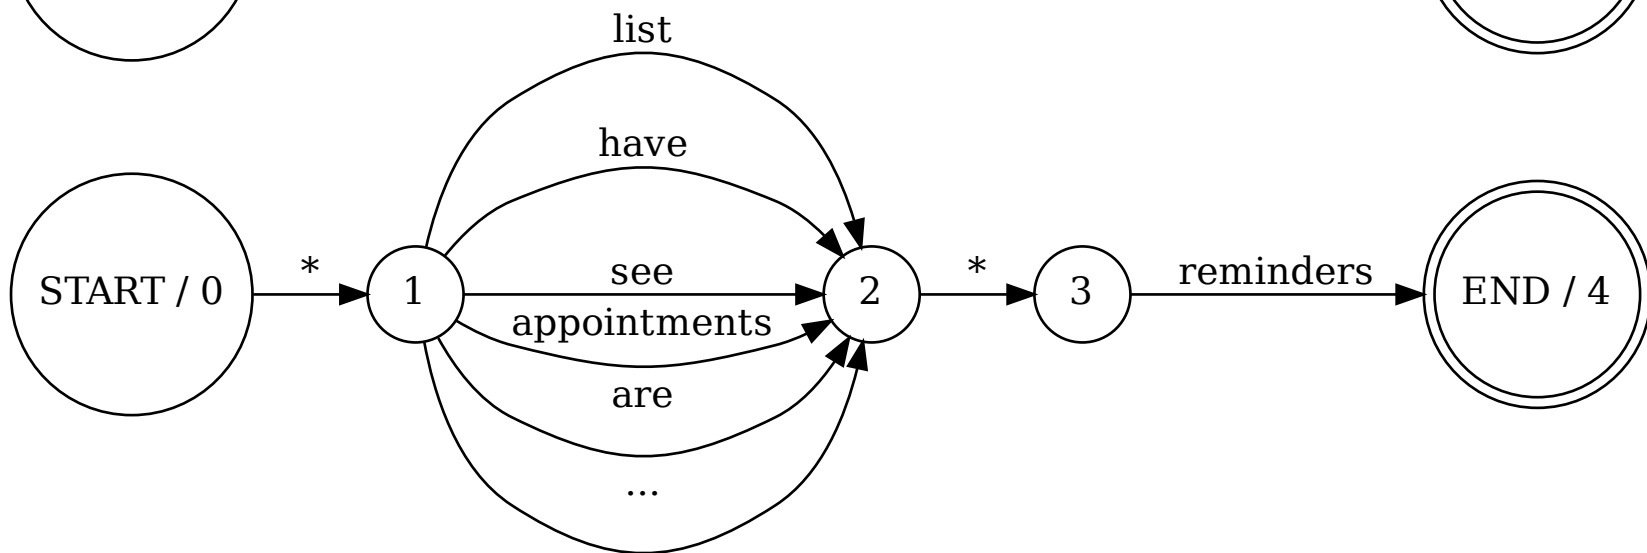 list
have
START / 0
*
1
see
2
*
3
reminders
END / 4
appointments
are
...